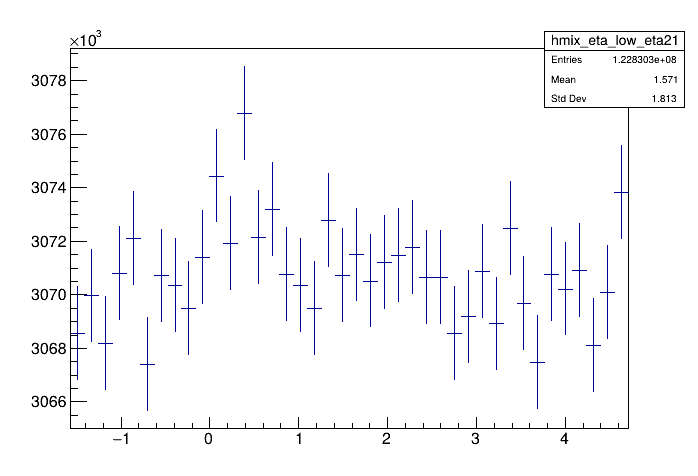 ×10³
hmix_eta_low_eta21
Entries 1.228303e+08
Mean 1.571
Std Dev 1.813
3078
3076
3074
3072
3070
3068
3066
−1 0 1 2 3 4